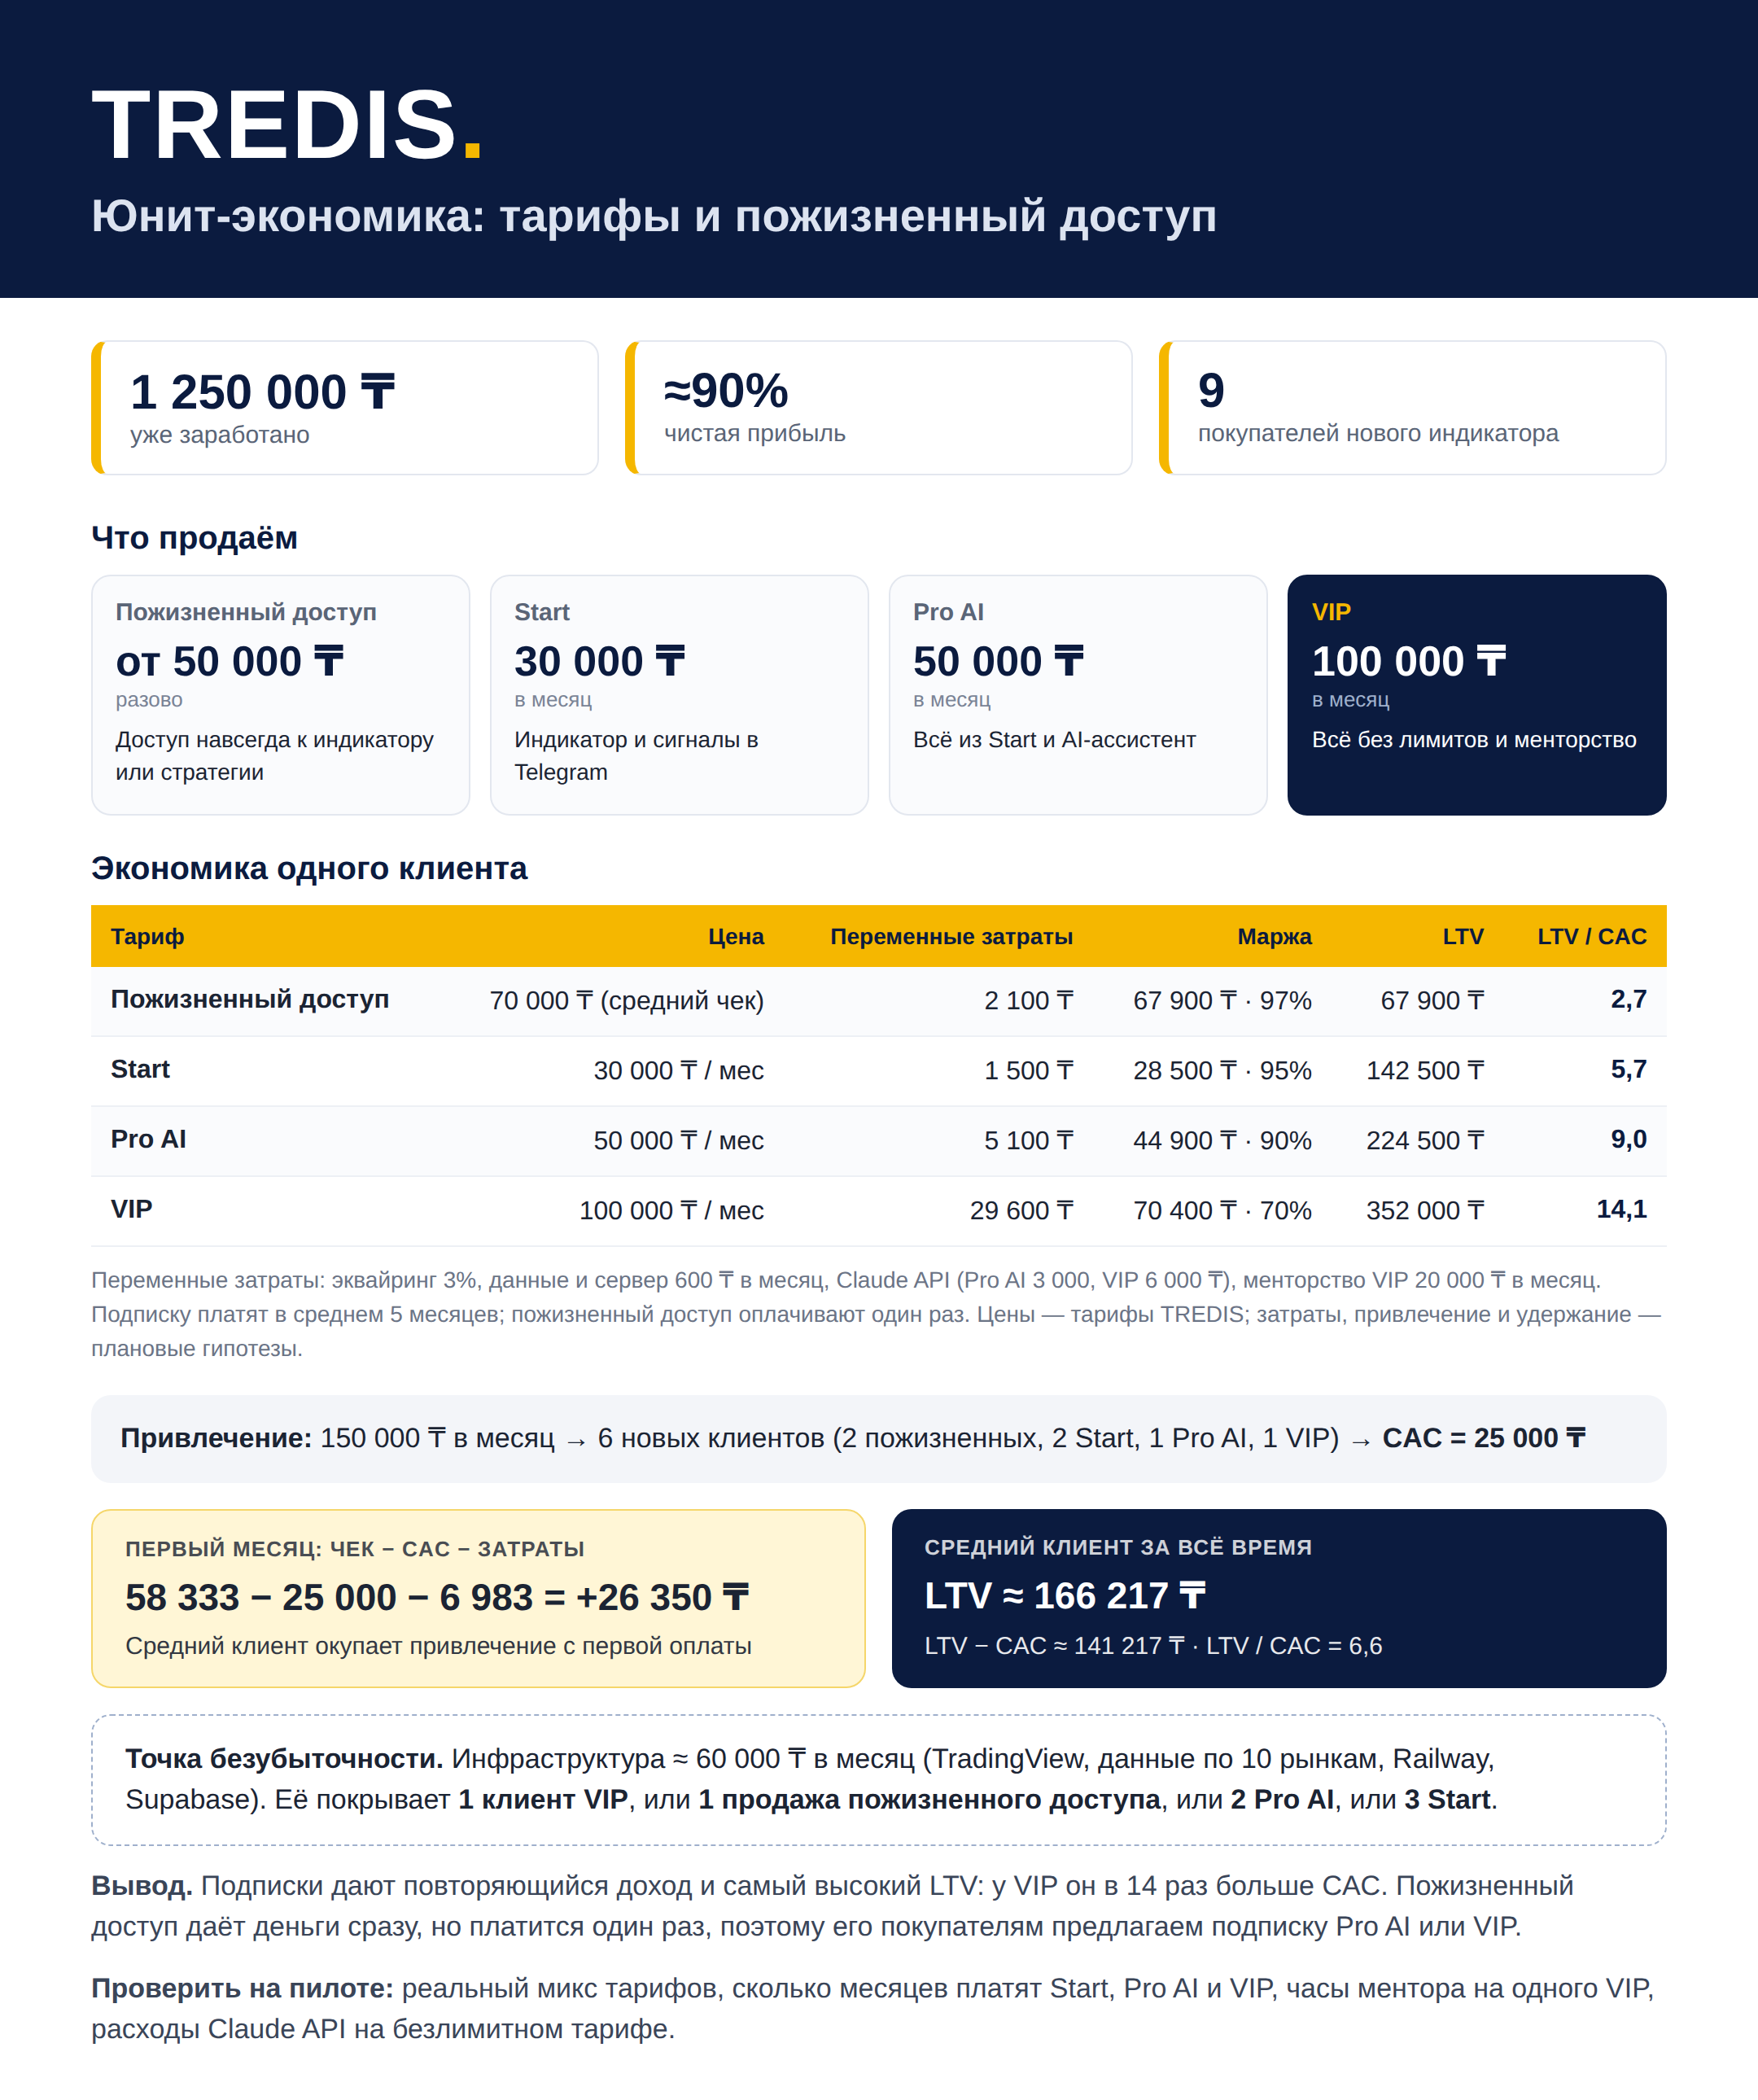 TREDIS.
Юнит-экономика: тарифы и пожизненный доступ
1 250 000 ₸
уже заработано
≈90%
чистая прибыль
9
покупателей нового индикатора
Что продаём
Пожизненный доступ
от 50 000 ₸
разово
Доступ навсегда к индикатору
или стратегии
Start
30 000 ₸
в месяц
Индикатор и сигналы в
Telegram
Pro AI
50 000 ₸
в месяц
Всё из Start и AI-ассистент
VIP
100 000 ₸
в месяц
Всё без лимитов и менторство
Экономика одного клиента
Тариф Цена Переменные затраты Маржа LTV LTV / CAC
Пожизненный доступ 70 000 ₸ (средний чек) 2 100 ₸ 67 900 ₸ · 97% 67 900 ₸ 2,7
Start 30 000 ₸ / мес 1 500 ₸ 28 500 ₸ · 95% 142 500 ₸ 5,7
Pro AI 50 000 ₸ / мес 5 100 ₸ 44 900 ₸ · 90% 224 500 ₸ 9,0
VIP 100 000 ₸ / мес 29 600 ₸ 70 400 ₸ · 70% 352 000 ₸ 14,1
Переменные затраты: эквайринг 3%, данные и сервер 600 ₸ в месяц, Claude API (Pro AI 3 000, VIP 6 000 ₸), менторство VIP 20 000 ₸ в месяц.
Подписку платят в среднем 5 месяцев; пожизненный доступ оплачивают один раз. Цены — тарифы TREDIS; затраты, привлечение и удержание —
плановые гипотезы.
Привлечение: 150 000 ₸ в месяц → 6 новых клиентов (2 пожизненных, 2 Start, 1 Pro AI, 1 VIP) → CAC = 25 000 ₸
ПЕРВЫЙ МЕСЯЦ: ЧЕК − CAC − ЗАТРАТЫ
58 333 − 25 000 − 6 983 = +26 350 ₸
Средний клиент окупает привлечение с первой оплаты
СРЕДНИЙ КЛИЕНТ ЗА ВСЁ ВРЕМЯ
LTV ≈ 166 217 ₸
LTV − CAC ≈ 141 217 ₸ · LTV / CAC = 6,6
Точка безубыточности. Инфраструктура ≈ 60 000 ₸ в месяц (TradingView, данные по 10 рынкам, Railway,
Supabase). Её покрывает 1 клиент VIP, или 1 продажа пожизненного доступа, или 2 Pro AI, или 3 Start.
Вывод. Подписки дают повторяющийся доход и самый высокий LTV: у VIP он в 14 раз больше CAC. Пожизненный
доступ даёт деньги сразу, но платится один раз, поэтому его покупателям предлагаем подписку Pro AI или VIP.
Проверить на пилоте: реальный микс тарифов, сколько месяцев платят Start, Pro AI и VIP, часы ментора на одного VIP,
расходы Claude API на безлимитном тарифе.